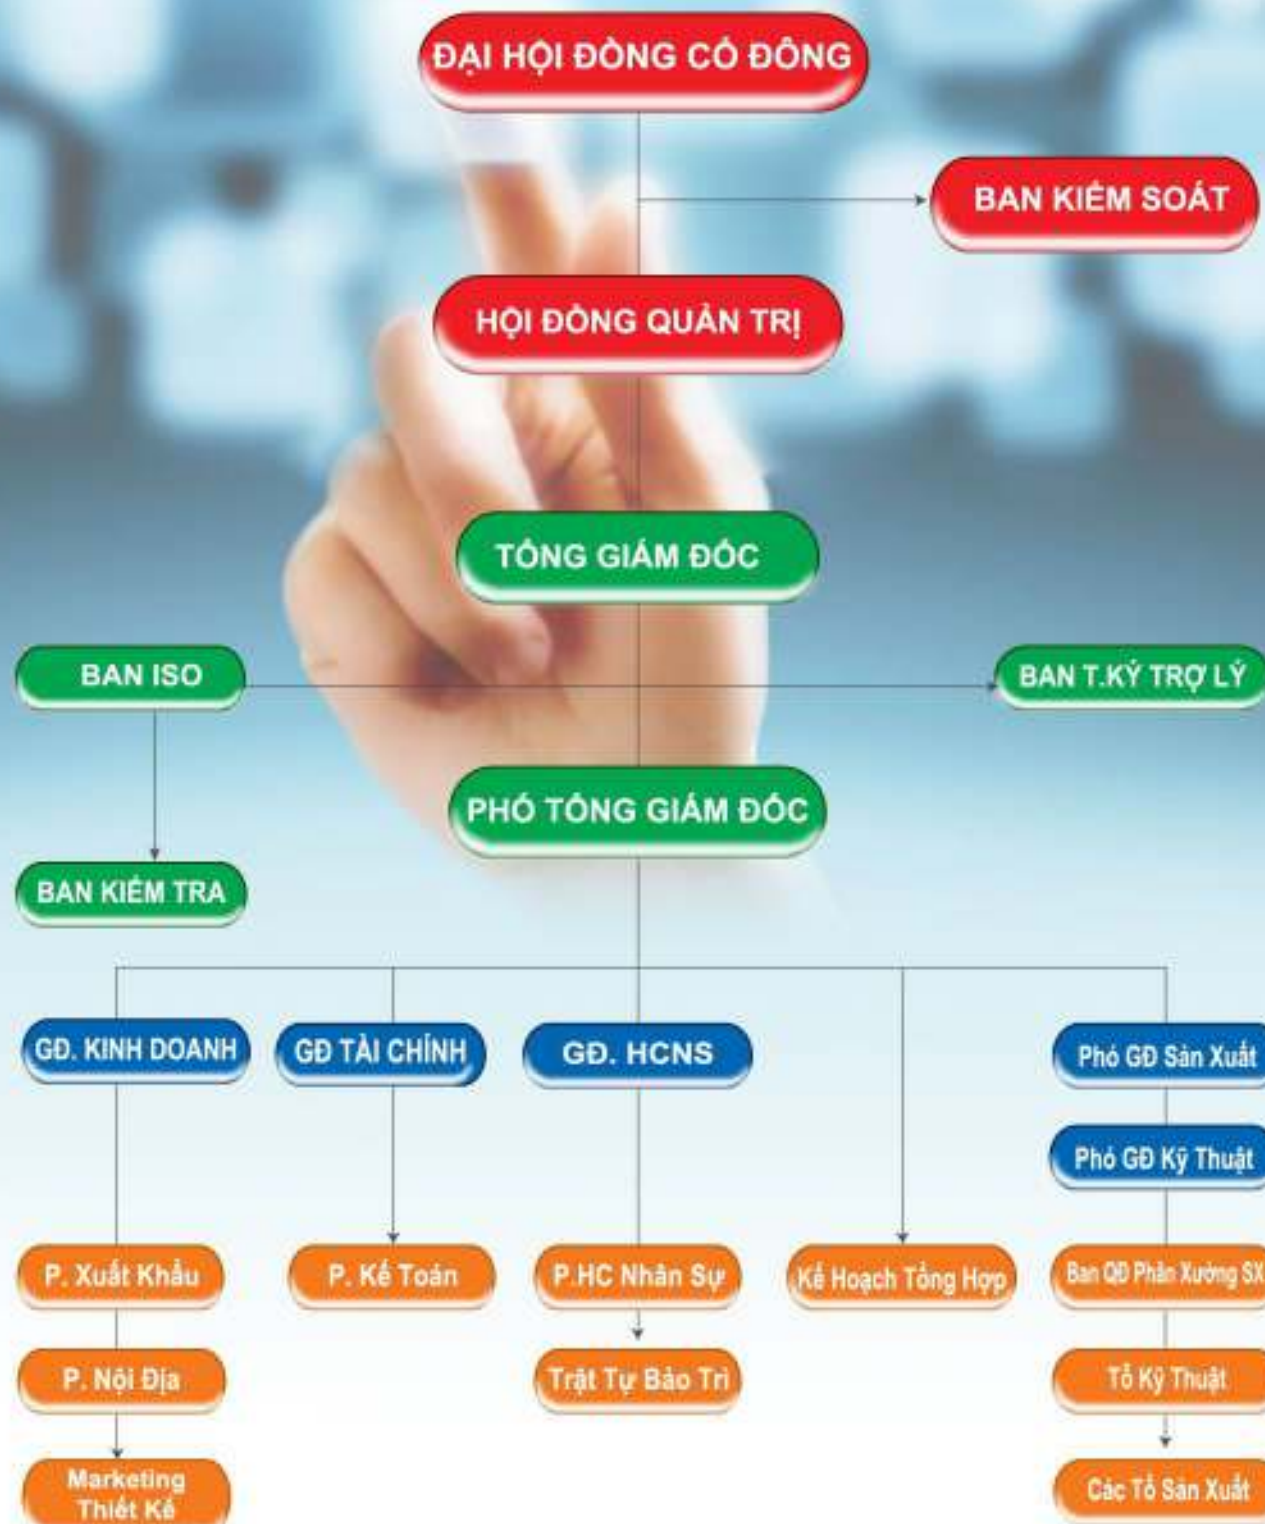 ĐẠI HỘI ĐỒNG CỔ ĐÔNG
BAN KIỂM SOÁT
HỘI ĐỒNG QUẢN TRỊ
TỔNG GIÁM ĐỐC
BAN ISO
BAN T.KÝ TRỢ LÝ
PHÓ TỔNG GIÁM ĐỐC
BAN KIỂM TRA
GĐ. KINH DOANH
GĐ TÀI CHÍNH
GĐ. HCNS
Phó GĐ Sản Xuất
Phó GĐ Kỹ Thuật
P. Xuất Khẩu
P. Kế Toán
P.HC Nhân Sự
Kế Hoạch Tổng Hợp
Ban QĐ Phân Xưởng SX
P. Nội Địa
Trật Tự Bảo Trì
Tổ Kỹ Thuật
Marketing
Thiết Kế
Các Tổ Sản Xuất